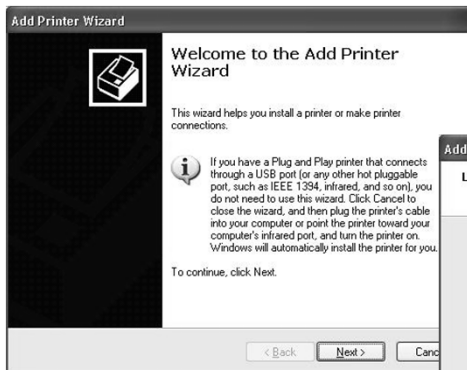 Add Printer Wizard
Welcome to the Add Printer
Wizard
This wizard helps you install a printer or make printer
connections.
If you have a Plug and Play printer that connects
through a USB port (or any other hot pluggable
port, such as IEEE 1394, infrared, and so on), you
do not need to use this wizard. Click Cancel to
close the wizard, and then plug the printer's cable
into your computer or point the printer toward your
computer's infrared port, and turn the printer on.
Windows will automatically install the printer for you.
To continue, click Next.
< Back Next > Canc
Add
L